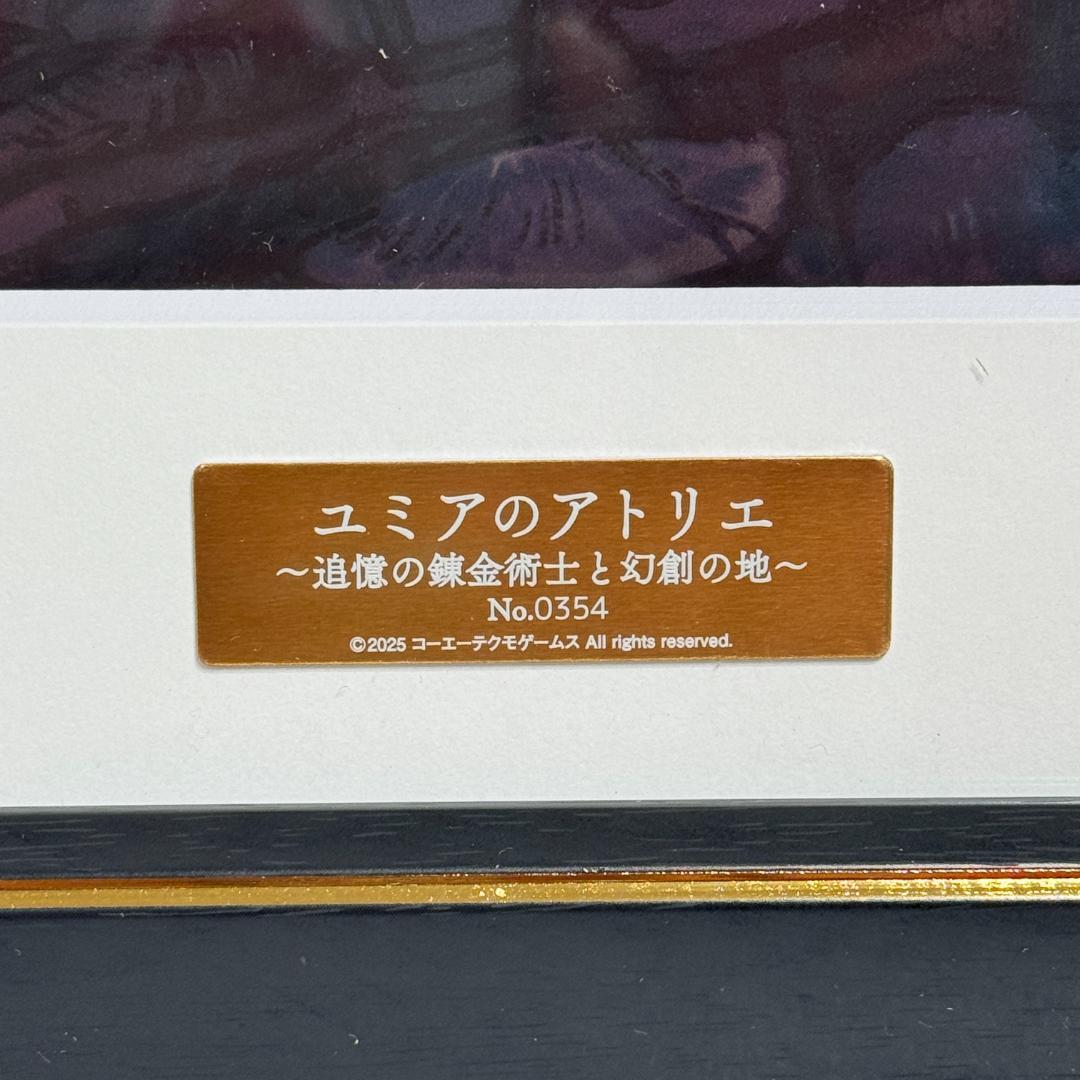 ユミアのアトリエ
～追憶の錬金術士と幻創の地～
No.0354
©2025 コーエーテクモゲームス All rights reserved.